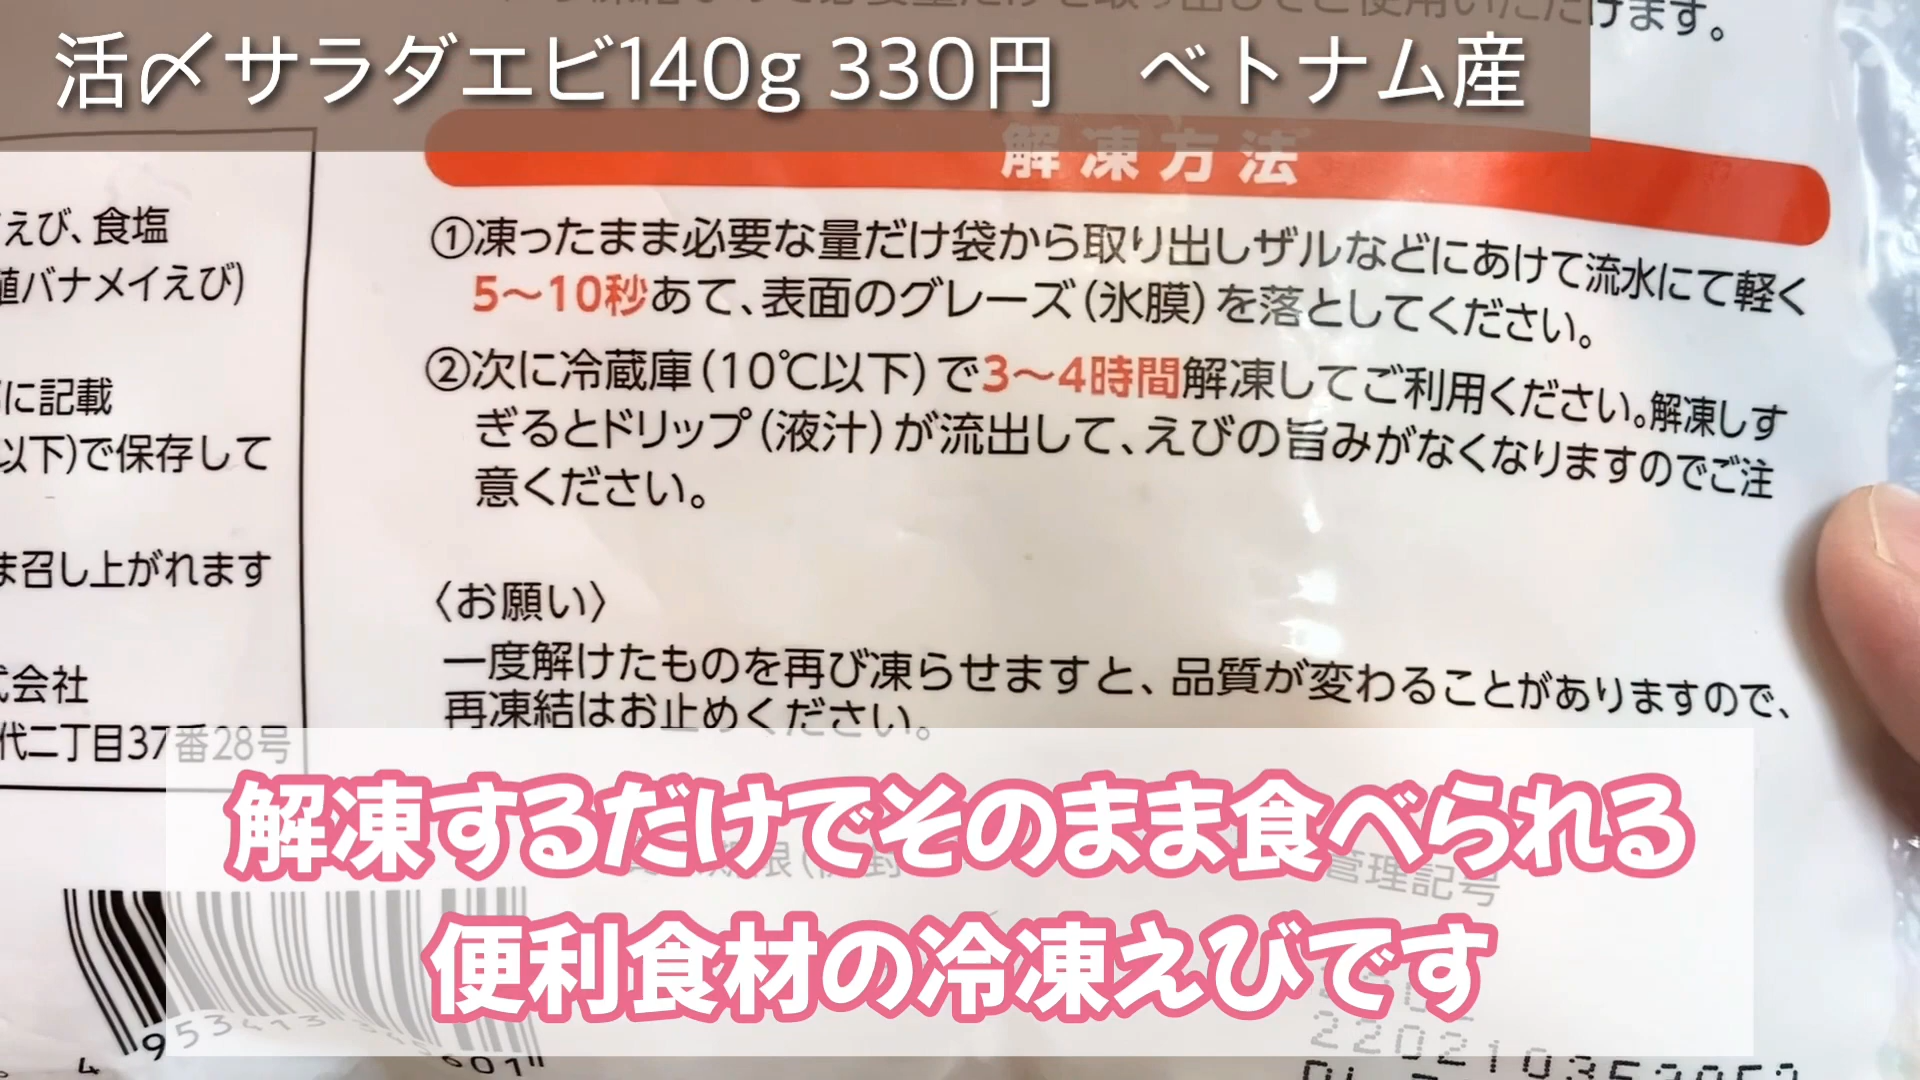 けます。
活〆サラダエビ140g 330円　ベトナム産
解凍方法
えび、食塩
バナメイえび)
①凍ったまま必要な量だけ袋から取り出しザルなどにあけて流水にて軽く
5〜10秒あて、表面のグレーズ(氷膜)を落としてください。
②次に冷蔵庫(10℃以下)で3〜4時間解凍してご利用ください。解凍しす
ぎるとドリップ(液汁)が流出して、えびの旨みがなくなりますのでご注
意ください。
に記載
以下)で保存して
ま召し上がれます
〈お願い〉
一度解けたものを再び凍らせますと、品質が変わることがありますので、
再凍結はお止めください。
会社
代二丁目37番28号
解凍するだけでそのまま食べられる
管理記号
便利食材の冷凍えびです